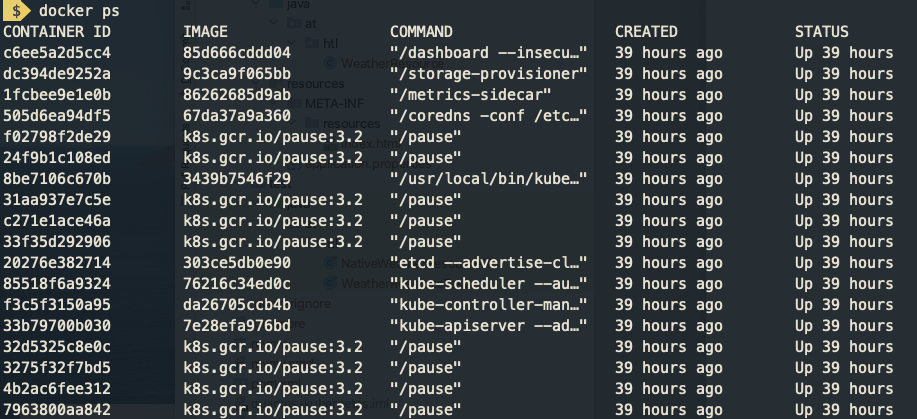 $ docker ps
CONTAINER ID IMAGE COMMAND CREATED STATUS
c6ee5a2d5cc4 85d666cddd04 "/dashboard --insecu…" 39 hours ago Up 39 hours
dc394de9252a 9c3ca9f065bb "/storage-provisioner" 39 hours ago Up 39 hours
1fcbee9e1e0b 86262685d9ab "/metrics-sidecar" 39 hours ago Up 39 hours
505d6ea94df5 67da37a9a360 "/coredns -conf /etc…" 39 hours ago Up 39 hours
f02798f2de29 k8s.gcr.io/pause:3.2 "/pause" 39 hours ago Up 39 hours
24f9b1c108ed k8s.gcr.io/pause:3.2 "/pause" 39 hours ago Up 39 hours
8be7106c670b 3439b7546f29 "/usr/local/bin/kube…" 39 hours ago Up 39 hours
31aa937e7c5e k8s.gcr.io/pause:3.2 "/pause" 39 hours ago Up 39 hours
c271e1ace46a k8s.gcr.io/pause:3.2 "/pause" 39 hours ago Up 39 hours
33f35d292906 k8s.gcr.io/pause:3.2 "/pause" 39 hours ago Up 39 hours
20276e382714 303ce5db0e90 "etcd --advertise-cl…" 39 hours ago Up 39 hours
85518f6a9324 76216c34ed0c "kube-scheduler --au…" 39 hours ago Up 39 hours
f3c5f3150a95 da26705ccb4b "kube-controller-man…" 39 hours ago Up 39 hours
33b79700b030 7e28efa976bd "kube-apiserver --ad…" 39 hours ago Up 39 hours
32d5325c8e0c k8s.gcr.io/pause:3.2 "/pause" 39 hours ago Up 39 hours
3275f32f7bd5 k8s.gcr.io/pause:3.2 "/pause" 39 hours ago Up 39 hours
4b2ac6fee312 k8s.gcr.io/pause:3.2 "/pause" 39 hours ago Up 39 hours
7963800aa842 k8s.gcr.io/pause:3.2 "/pause" 39 hours ago Up 39 hours
java
at
htl
resources
META-INF
resources